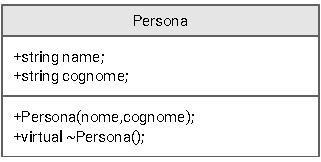 Persona
+string name;
+string cognome;
+Persona(nome,cognome);
+virtual ~Persona();